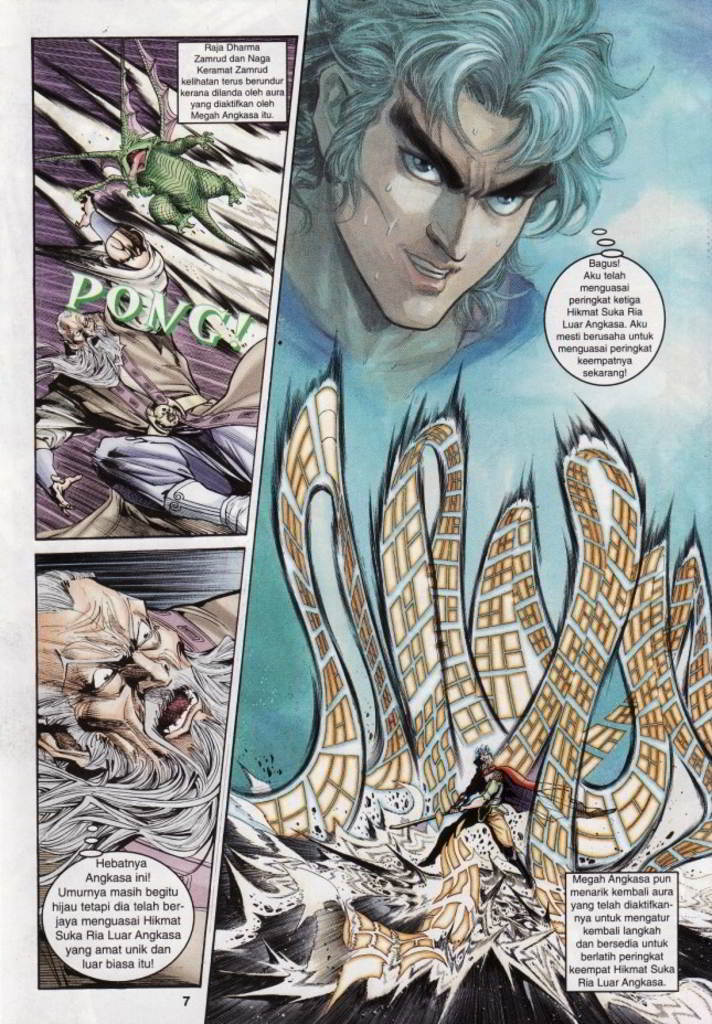 Raja Dharma
Zamrud dan Naga
Keramat Zamrud
kelihatan terus berundur
kerana dilanda oleh aura
yang diaktifkan oleh
Megah Angkasa itu.
PONG!
Bagus!
Aku telah
menguasai
peringkat ketiga
Hikmat Suka Ria
Luar Angkasa. Aku
mesti berusaha untuk
menguasai peringkat
keempatnya
sekarang!
Hebatnya
Angkasa ini!
Umurnya masih begitu
hijau tetapi dia telah ber-
jaya menguasai Hikmat
Suka Ria Luar Angkasa
yang amat unik dan
luar biasa itu!
Megah Angkasa pun
menarik kembali aura
yang telah diaktifkan-
nya untuk mengatur
kembali langkah
dan bersedia untuk
berlatih peringkat
keempat Hikmat Suka
Ria Luar Angkasa.
7